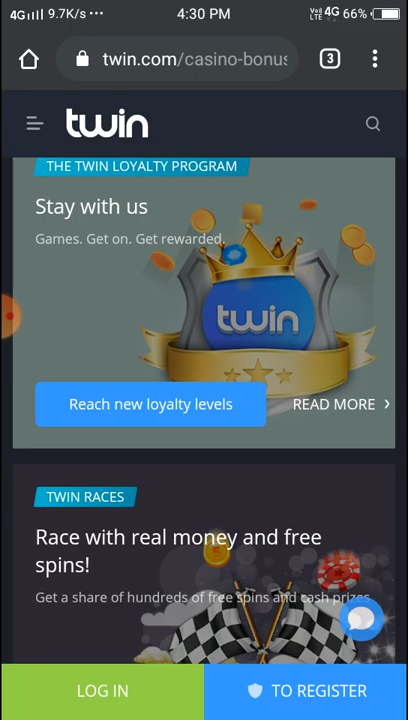 4G 9.7K/s ••• 4:30 PM VoI LTE 4G 66%
twin.com/casino-bonus 3
twin
THE TWIN LOYALTY PROGRAM
Stay with us
Games. Get on. Get rewarded.
twin
Reach new loyalty levels READ MORE ›
TWIN RACES
Race with real money and free
spins!
Get a share of hundreds of free spins and cash prizes
LOG IN TO REGISTER